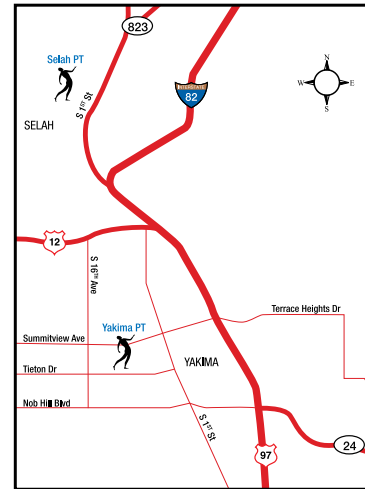 823
Selah PT
S 1ST St
INTERSTATE
82
N
W
E
S
SELAH
12
S 16TH Ave
Terrace Heights Dr
Yakima PT
Summitview Ave
YAKIMA
Tieton Dr
Nob Hill Blvd
S 1ST St
24
97